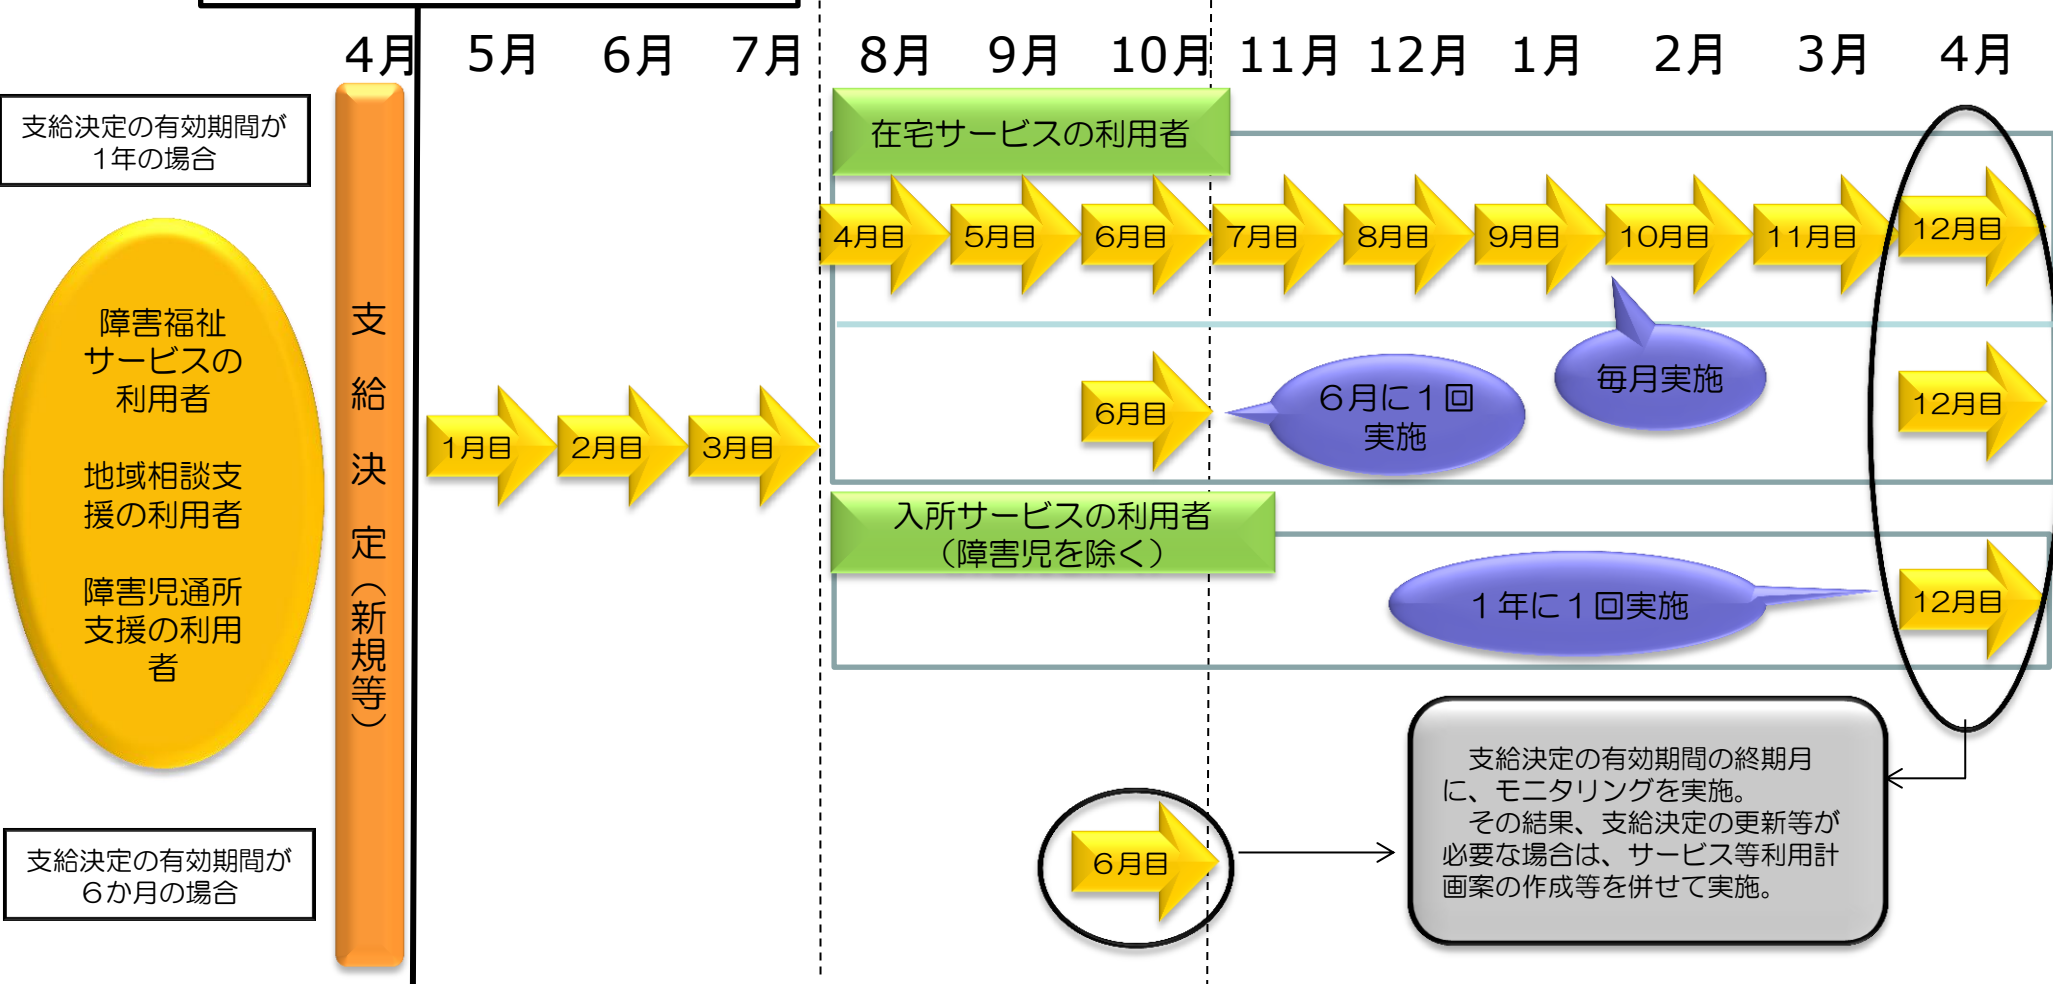 4月 5月 6月 7月 8月 9月 10月 11月 12月 1月 2月 3月 4月
支給決定の有効期間が
1年の場合
在宅サービスの利用者
4月目 5月目 6月目 7月目 8月目 9月目 10月目 11月目 12月目
毎月実施
障害福祉
サービスの
利用者
地域相談支
援の利用者
障害児通所
支援の利用
者
支給決定（新規等）
1月目 2月目 3月目
6月目
６月に１回
実施
12月目
入所サービスの利用者
（障害児を除く）
１年に１回実施
12月目
支給決定の有効期間が
６か月の場合
６月目
支給決定の有効期間の終期月
に、モニタリングを実施。
その結果、支給決定の更新等が
必要な場合は、サービス等利用計
画案の作成等を併せて実施。